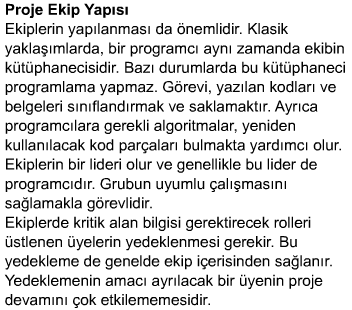 Proje Ekip Yapısı
Ekiplerin yapılanması da önemlidir. Klasik
yaklaşımlarda, bir programcı aynı zamanda ekibin
kütüphanecisidir. Bazı durumlarda bu kütüphaneci
programlama yapmaz. Görevi, yazılan kodları ve
belgeleri sınıflandırmak ve saklamaktır. Ayrıca
programcılara gerekli algoritmalar, yeniden
kullanılacak kod parçaları bulmakta yardımcı olur.
Ekiplerin bir lideri olur ve genellikle bu lider de
programcıdır. Grubun uyumlu çalışmasını
sağlamakla görevlidir.
Ekiplerde kritik alan bilgisi gerektirecek rolleri
üstlenen üyelerin yedeklenmesi gerekir. Bu
yedekleme de genelde ekip içerisinden sağlanır.
Yedeklemenin amacı ayrılacak bir üyenin proje
devamını çok etkilememesidir.